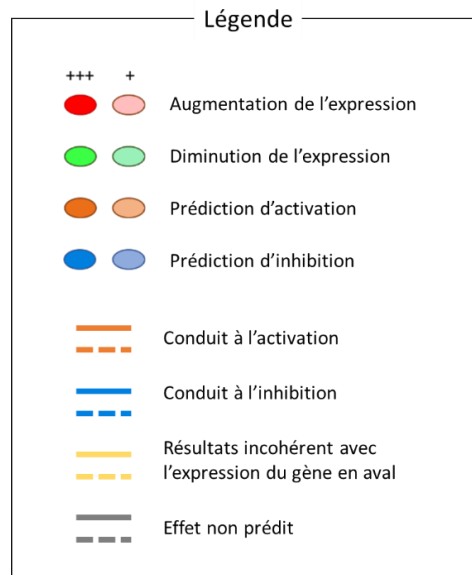 Légende
+++ +
Augmentation de l'expression
Diminution de l'expression
Prédiction d'activation
Prédiction d'inhibition
Conduit à l'activation
Conduit à l'inhibition
Résultats incohérent avec
l'expression du gène en aval
Effet non prédit